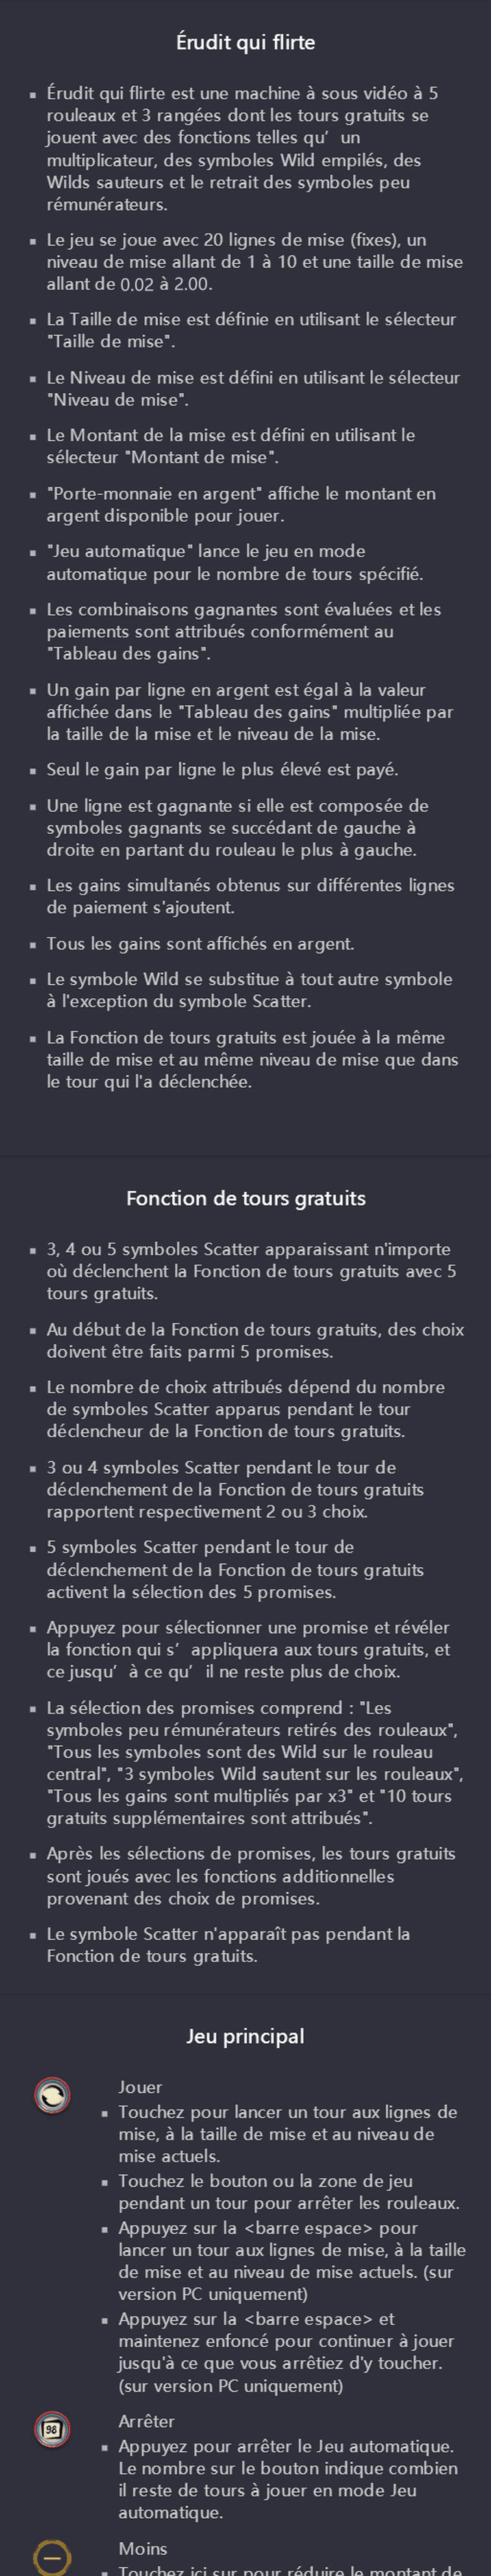 Érudit qui flirte
▪ Érudit qui flirte est une machine à sous vidéo à 5
rouleaux et 3 rangées dont les tours gratuits se
jouent avec des fonctions telles qu’un
multiplicateur, des symboles Wild empilés, des
Wilds sauteurs et le retrait des symboles peu
rémunérateurs.
▪ Le jeu se joue avec 20 lignes de mise (fixes), un
niveau de mise allant de 1 à 10 et une taille de mise
allant de 0.02 à 2.00.
▪ La Taille de mise est définie en utilisant le sélecteur
"Taille de mise".
▪ Le Niveau de mise est défini en utilisant le sélecteur
"Niveau de mise".
▪ Le Montant de la mise est défini en utilisant le
sélecteur "Montant de mise".
▪ "Porte-monnaie en argent" affiche le montant en
argent disponible pour jouer.
▪ "Jeu automatique" lance le jeu en mode
automatique pour le nombre de tours spécifié.
▪ Les combinaisons gagnantes sont évaluées et les
paiements sont attribués conformément au
"Tableau des gains".
▪ Un gain par ligne en argent est égal à la valeur
affichée dans le "Tableau des gains" multipliée par
la taille de la mise et le niveau de la mise.
▪ Seul le gain par ligne le plus élevé est payé.
▪ Une ligne est gagnante si elle est composée de
symboles gagnants se succédant de gauche à
droite en partant du rouleau le plus à gauche.
▪ Les gains simultanés obtenus sur différentes lignes
de paiement s'ajoutent.
▪ Tous les gains sont affichés en argent.
▪ Le symbole Wild se substitue à tout autre symbole
à l'exception du symbole Scatter.
▪ La Fonction de tours gratuits est jouée à la même
taille de mise et au même niveau de mise que dans
le tour qui l'a déclenchée.
Fonction de tours gratuits
▪ 3, 4 ou 5 symboles Scatter apparaissant n'importe
où déclenchent la Fonction de tours gratuits avec 5
tours gratuits.
▪ Au début de la Fonction de tours gratuits, des choix
doivent être faits parmi 5 promises.
▪ Le nombre de choix attribués dépend du nombre
de symboles Scatter apparus pendant le tour
déclencheur de la Fonction de tours gratuits.
▪ 3 ou 4 symboles Scatter pendant le tour de
déclenchement de la Fonction de tours gratuits
rapportent respectivement 2 ou 3 choix.
▪ 5 symboles Scatter pendant le tour de
déclenchement de la Fonction de tours gratuits
activent la sélection des 5 promises.
▪ Appuyez pour sélectionner une promise et révéler
la fonction qui s’appliquera aux tours gratuits, et
ce jusqu’à ce qu’il ne reste plus de choix.
▪ La sélection des promises comprend : "Les
symboles peu rémunérateurs retirés des rouleaux",
"Tous les symboles sont des Wild sur le rouleau
central", "3 symboles Wild sautent sur les rouleaux",
"Tous les gains sont multipliés par x3" et "10 tours
gratuits supplémentaires sont attribués".
▪ Après les sélections de promises, les tours gratuits
sont joués avec les fonctions additionnelles
provenant des choix de promises.
▪ Le symbole Scatter n'apparaît pas pendant la
Fonction de tours gratuits.
Jeu principal
Jouer
▪ Touchez pour lancer un tour aux lignes de
mise, à la taille de mise et au niveau de
mise actuels.
▪ Touchez le bouton ou la zone de jeu
pendant un tour pour arrêter les rouleaux.
▪ Appuyez sur la <barre espace> pour
lancer un tour aux lignes de mise, à la taille
de mise et au niveau de mise actuels. (sur
version PC uniquement)
▪ Appuyez sur la <barre espace> et
maintenez enfoncé pour continuer à jouer
jusqu'à ce que vous arrêtiez d'y toucher.
(sur version PC uniquement)
98
Arrêter
▪ Appuyez pour arrêter le Jeu automatique.
Le nombre sur le bouton indique combien
il reste de tours à jouer en mode Jeu
automatique.
Moins
▪ Touchez ici sur pour réduire le montant de